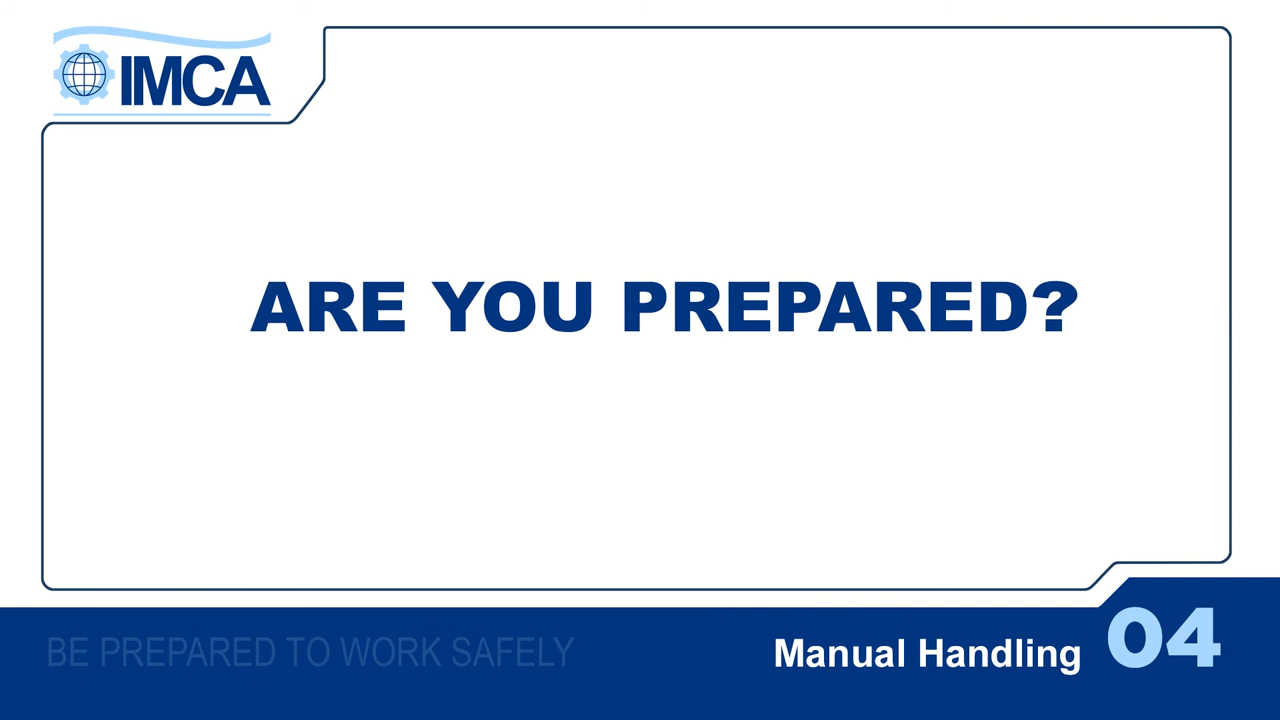 IMCA
ARE YOU PREPARED?
BE PREPARED TO WORK SAFELY
Manual Handling 04